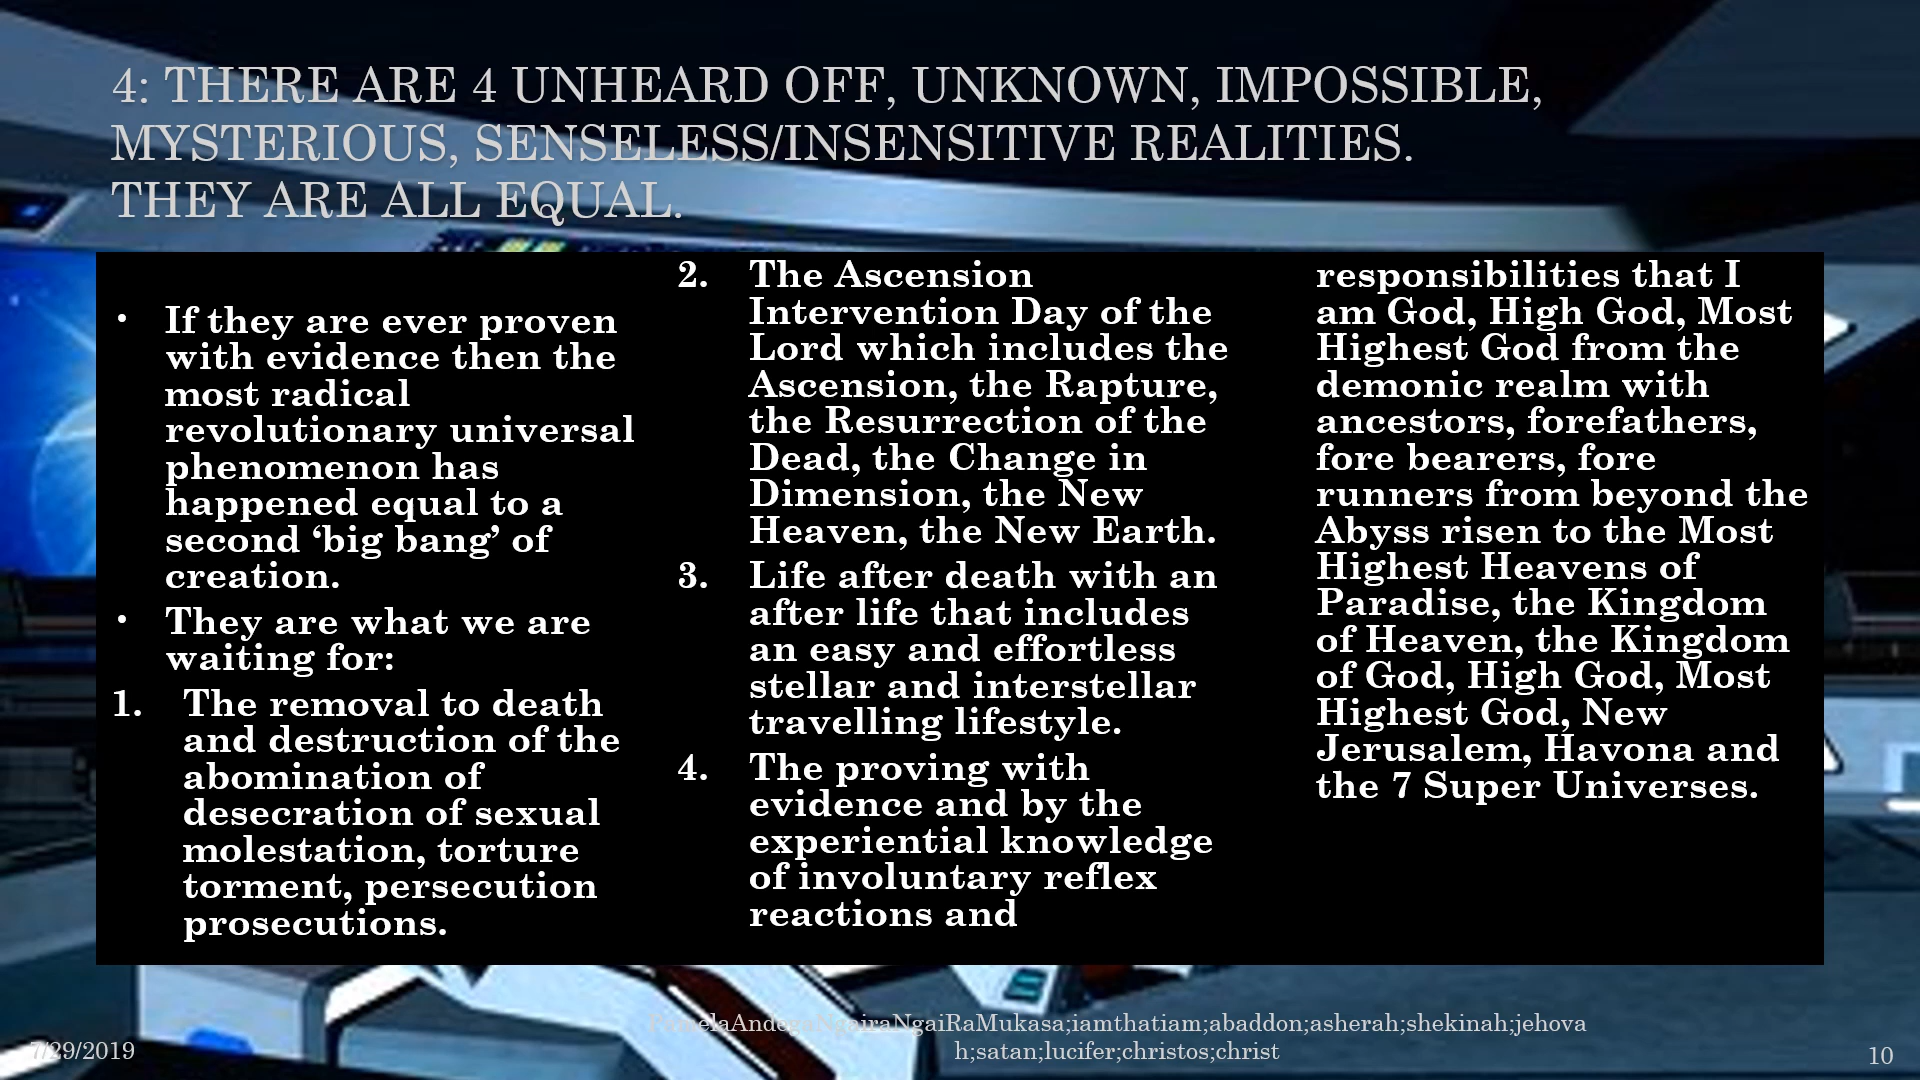 4: THERE ARE 4 UNHEARD OFF, UNKNOWN, IMPOSSIBLE,
MYSTERIOUS, SENSELESS/INSENSITIVE REALITIES.
THEY ARE ALL EQUAL.
• If they are ever proven
with evidence then the
most radical
revolutionary universal
phenomenon has
happened equal to a
second ‘big bang’ of
creation.
• They are what we are
waiting for:
1. The removal to death
and destruction of the
abomination of
desecration of sexual
molestation, torture
torment, persecution
prosecutions.
2. The Ascension
Intervention Day of the
Lord which includes the
Ascension, the Rapture,
the Resurrection of the
Dead, the Change in
Dimension, the New
Heaven, the New Earth.
3. Life after death with an
after life that includes
an easy and effortless
stellar and interstellar
travelling lifestyle.
4. The proving with
evidence and by the
experiential knowledge
of involuntary reflex
reactions and
responsibilities that I
am God, High God, Most
Highest God from the
demonic realm with
ancestors, forefathers,
fore bearers, fore
runners from beyond the
Abyss risen to the Most
Highest Heavens of
Paradise, the Kingdom
of Heaven, the Kingdom
of God, High God, Most
Highest God, New
Jerusalem, Havona and
the 7 Super Universes.
7/29/2019
iamthatiam;abaddon;asherah;shekinah;jehova
h;satan;lucifer;christos;christ
10